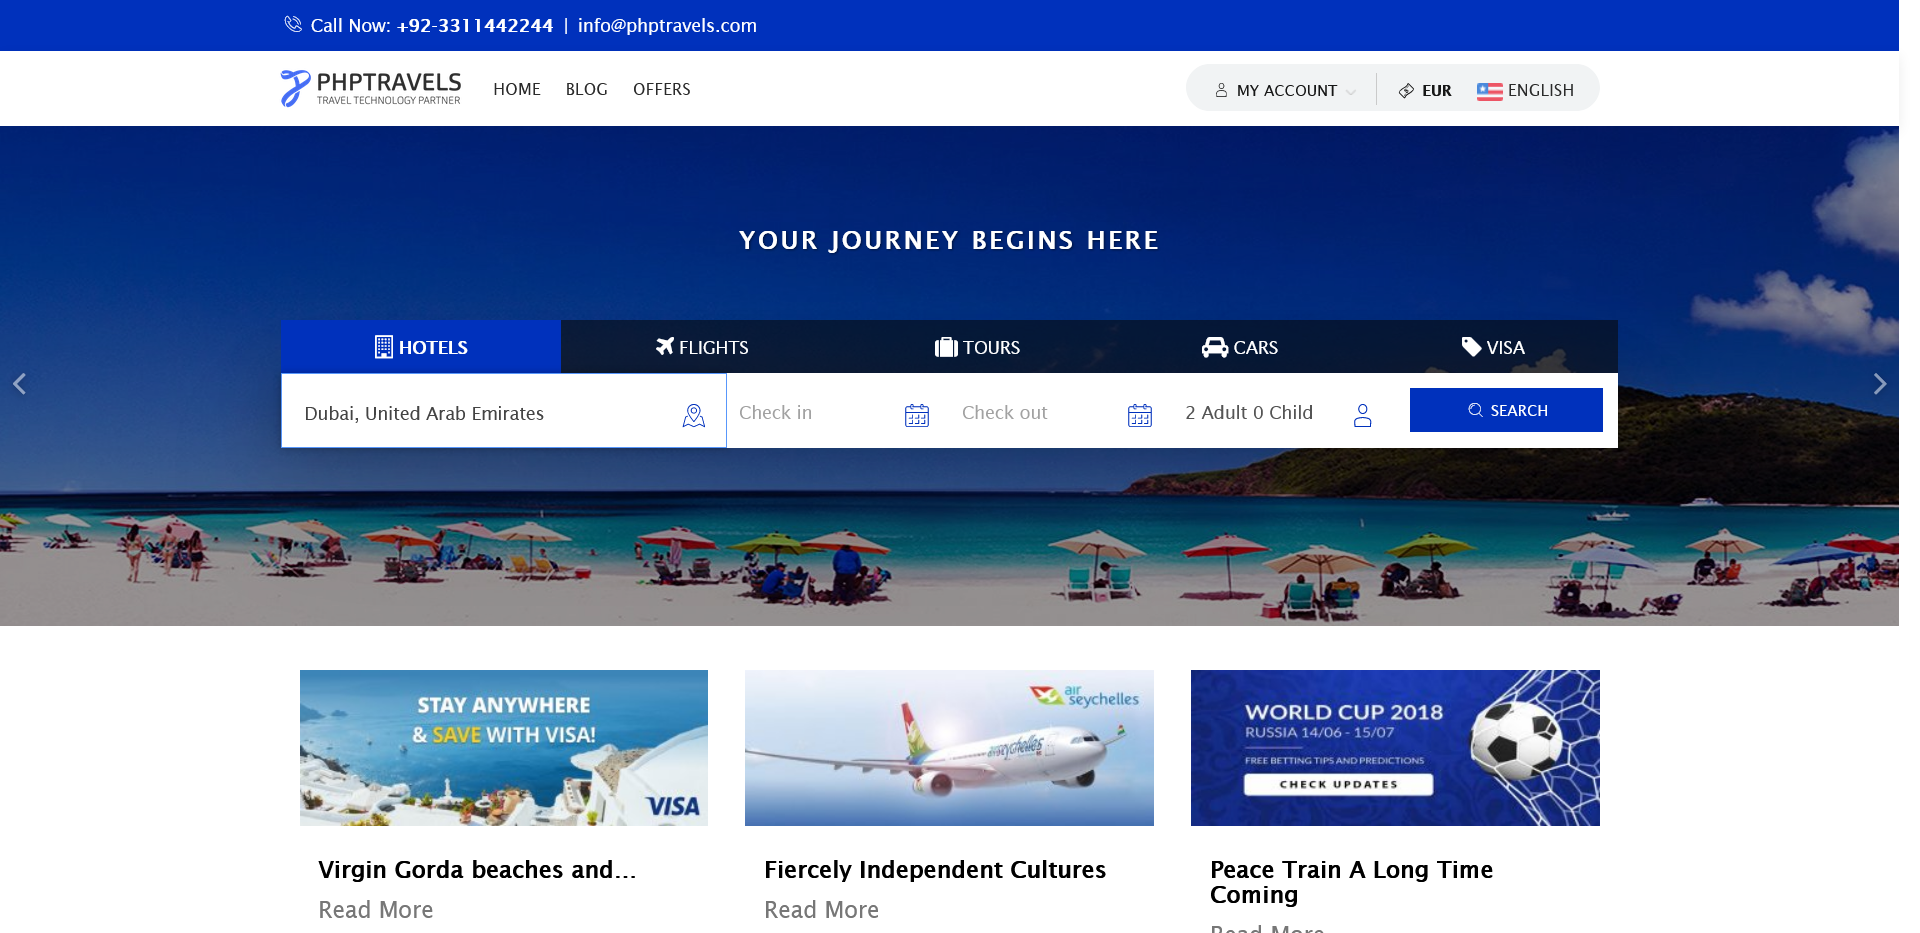 Call Now: +92-3311442244 | info@phptravels.com
PHPTRAVELS
TRAVEL TECHNOLOGY PARTNER
HOME BLOG OFFERS
MY ACCOUNT EUR ENGLISH
YOUR JOURNEY BEGINS HERE
HOTELS FLIGHTS TOURS CARS VISA
Dubai, United Arab Emirates Check in Check out 2 Adult 0 Child SEARCH
STAY ANYWHERE
& SAVE WITH VISA!
VISA
air
seychelles
air seychelles
WORLD CUP 2018
RUSSIA 14/06 - 15/07
FREE BETTING TIPS AND PREDICTIONS
CHECK UPDATES
Virgin Gorda beaches and...
Read More
Fiercely Independent Cultures
Read More
Peace Train A Long Time
Coming
Read More